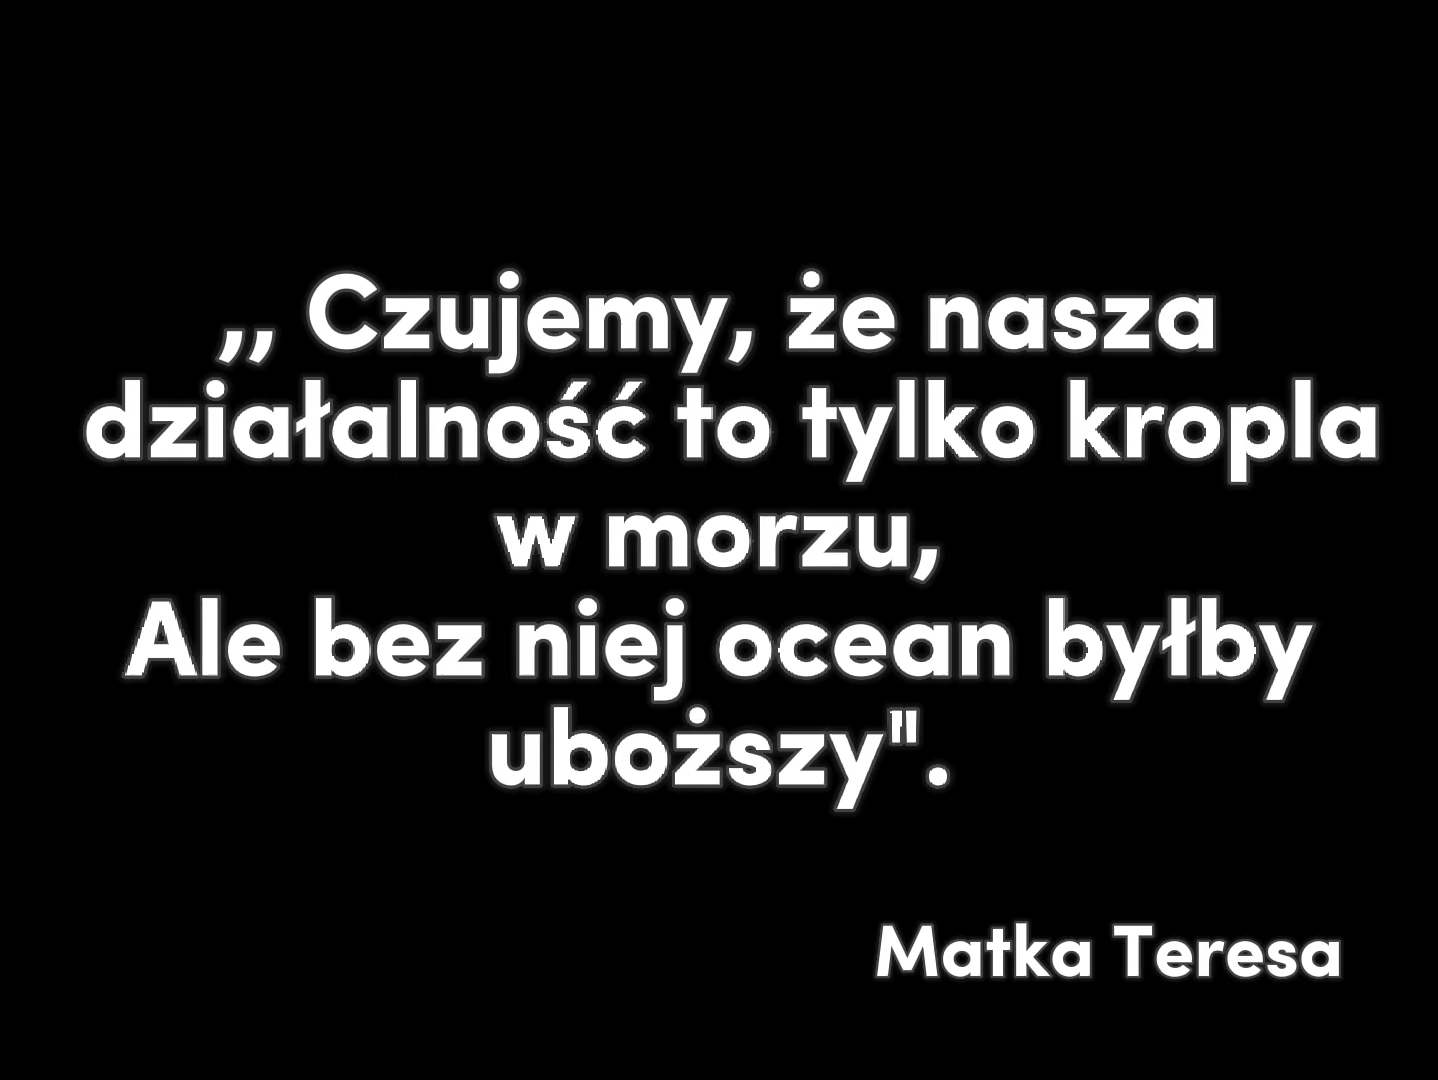 ,, Czujemy, że nasza
działalność to tylko kropla
w morzu,
Ale bez niej ocean byłby
uboższy".
Matka Teresa